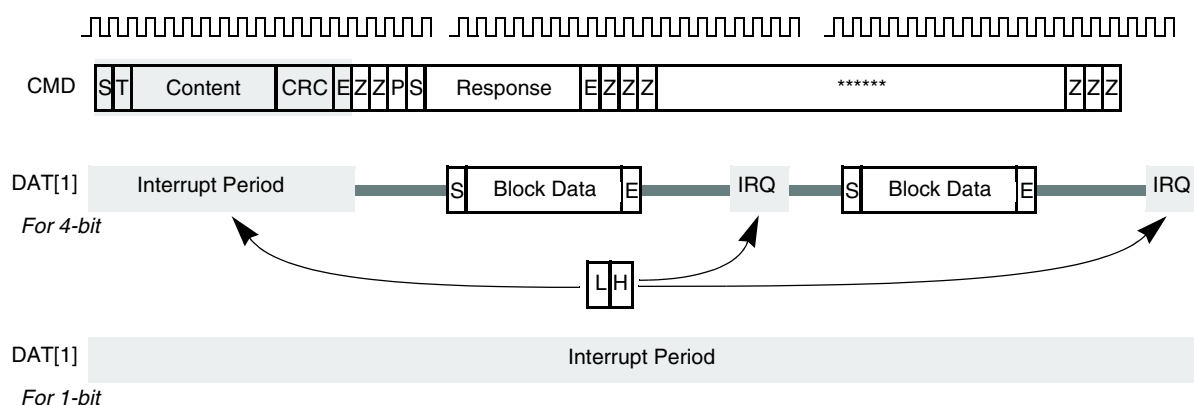 CMD S T Content CRC E Z Z P S Response E Z Z Z ****** Z Z Z
DAT[1] Interrupt Period S Block Data E IRQ S Block Data E IRQ
For 4-bit
L H
DAT[1] Interrupt Period
For 1-bit